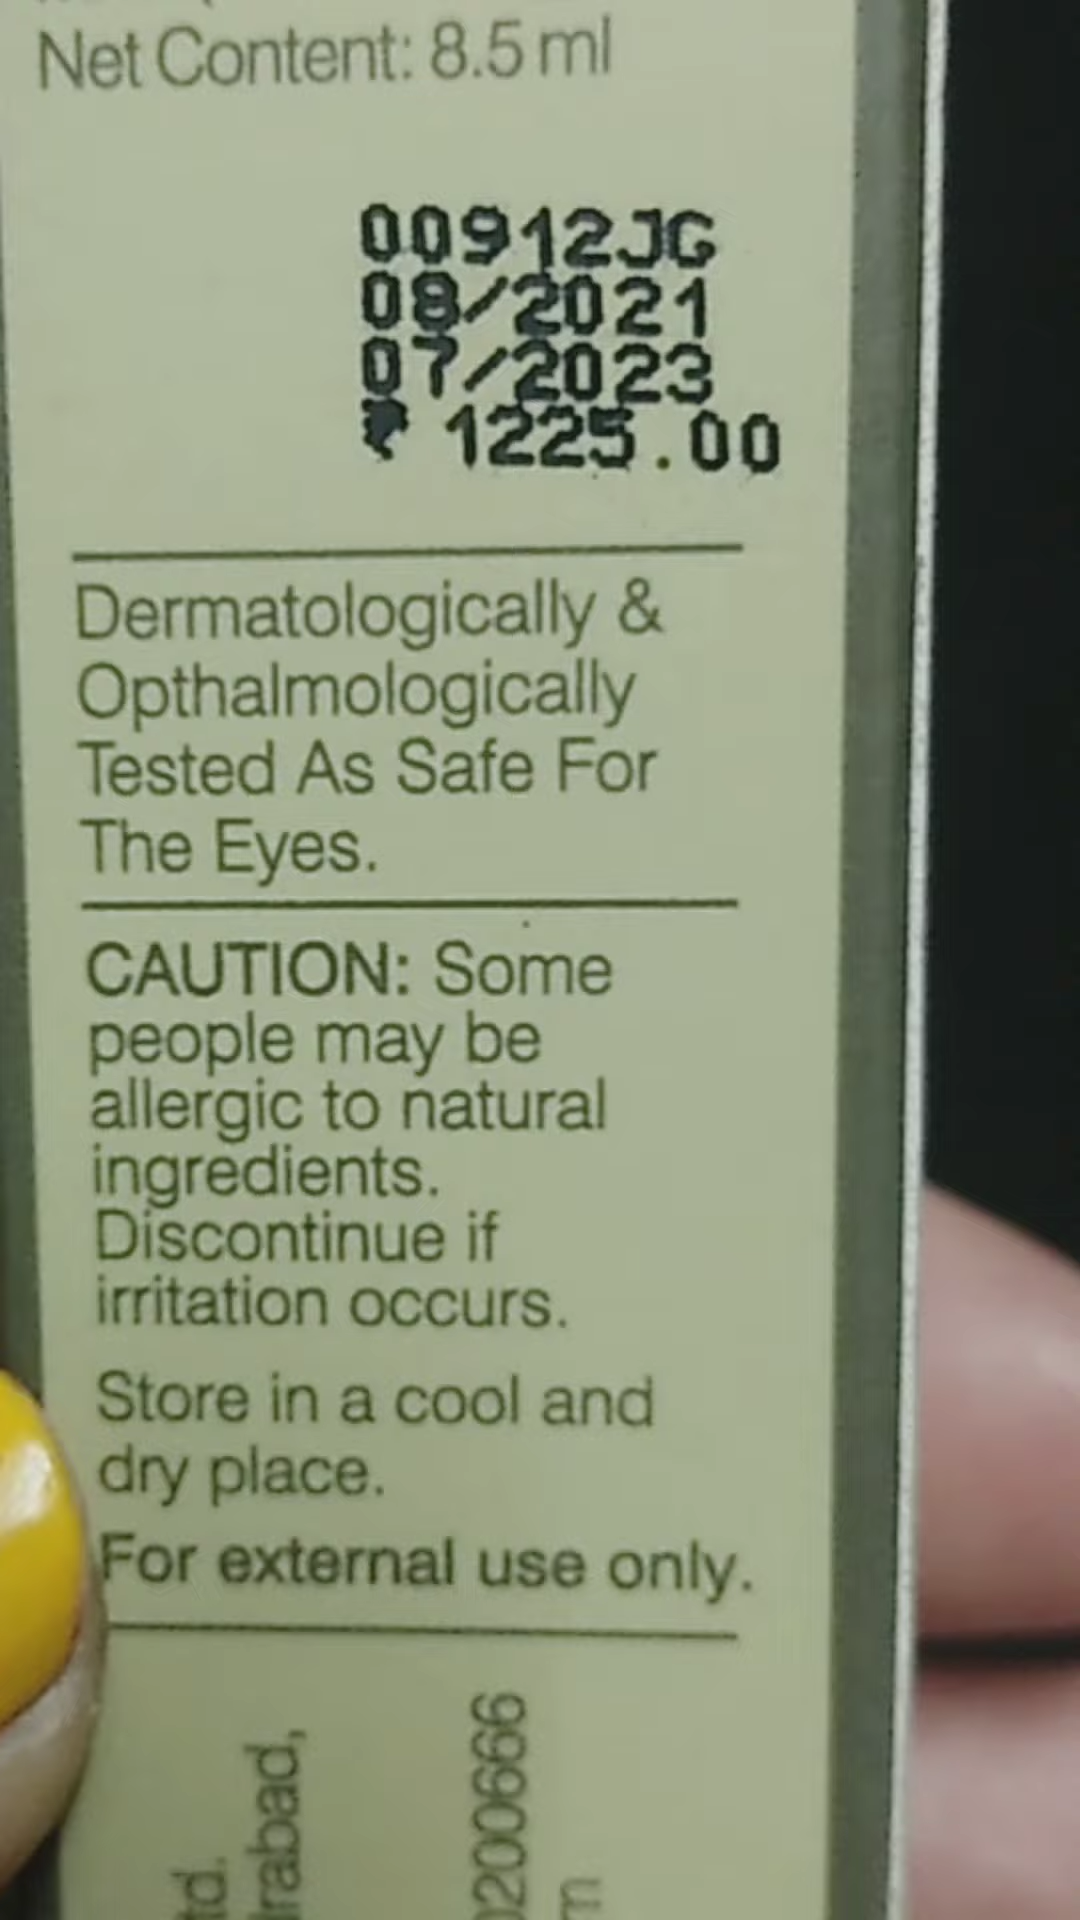 Net Content: 8.5 ml
00912JG
08/2021
07/2023
₹ 1225.00
Dermatologically &
Opthalmologically
Tested As Safe For
The Eyes.
CAUTION: Some
people may be
allergic to natural
ingredients.
Discontinue if
irritation occurs.
Store in a cool and
dry place.
For external use only.